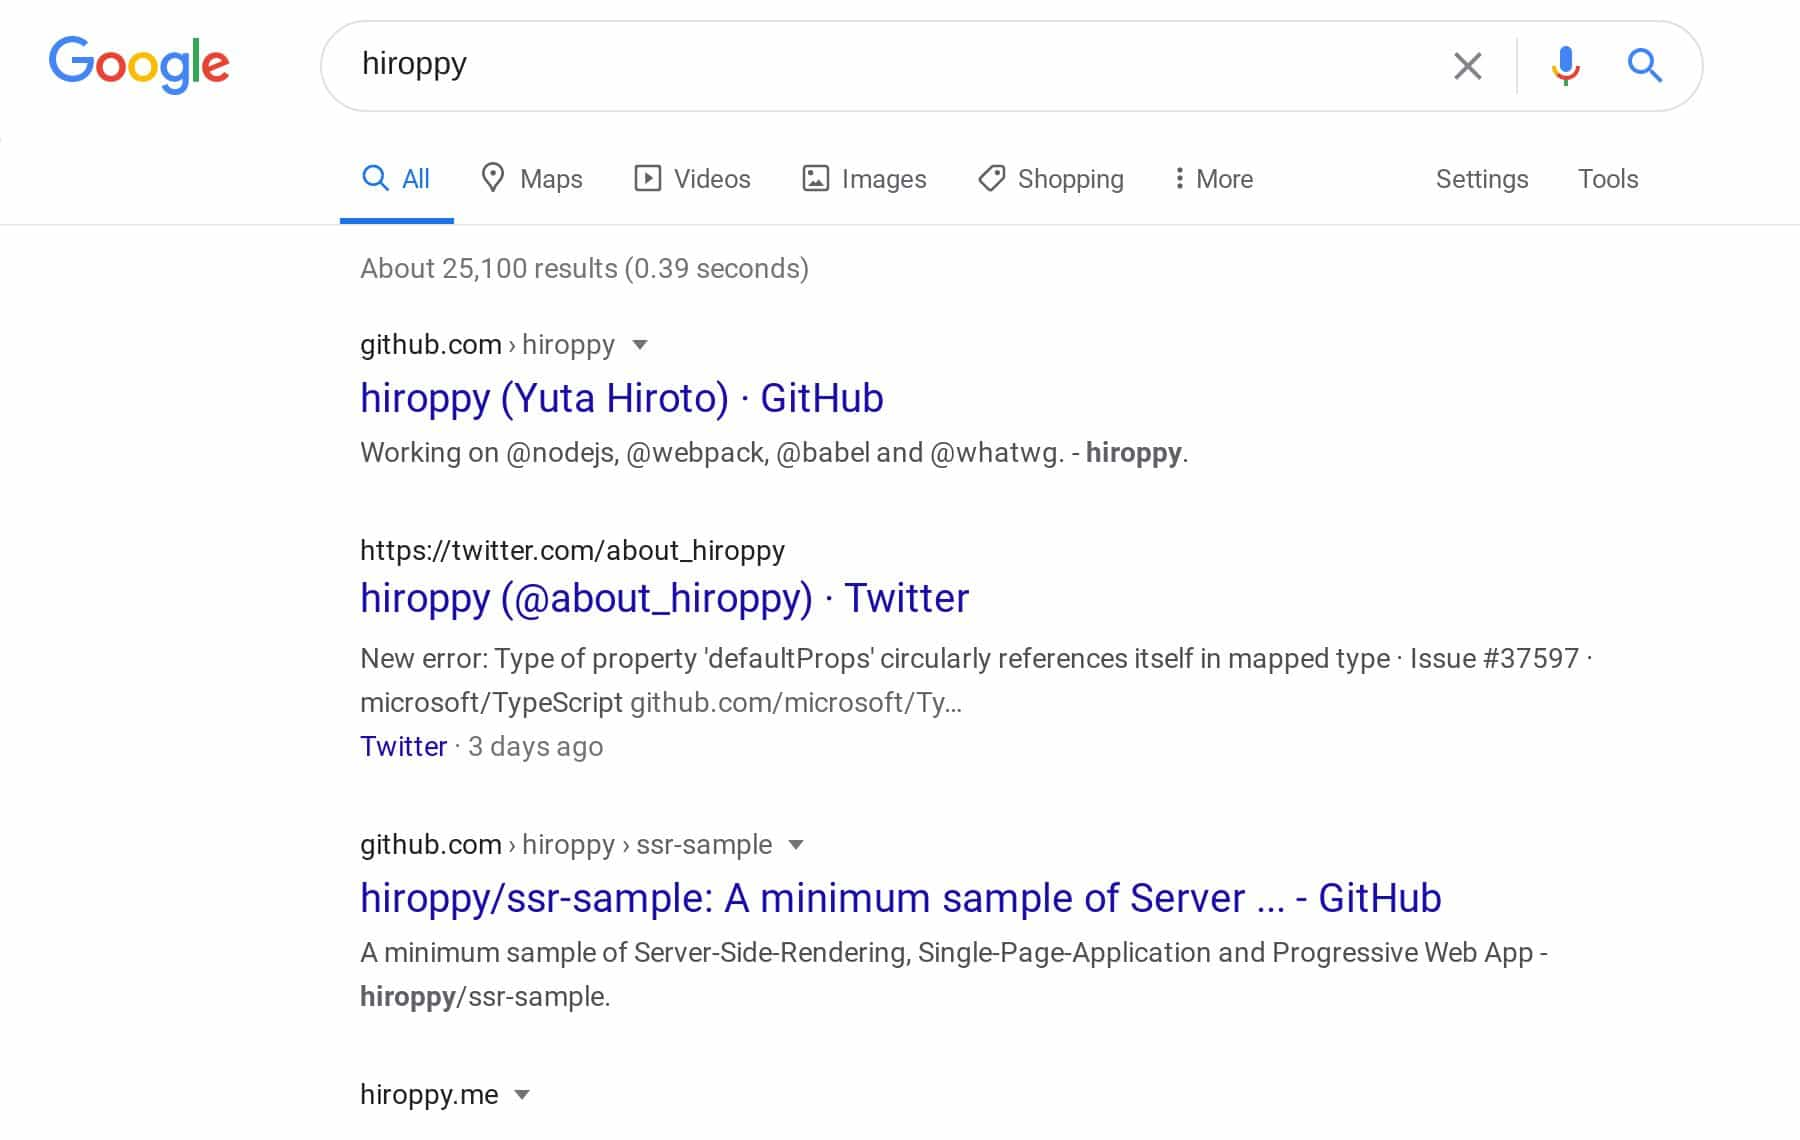 Google
hiroppy
All Maps Videos Images Shopping More Settings Tools
About 25,100 results (0.39 seconds)
github.com › hiroppy
hiroppy (Yuta Hiroto) · GitHub
Working on @nodejs, @webpack, @babel and @whatwg. - hiroppy.
https://twitter.com/about_hiroppy
hiroppy (@about_hiroppy) · Twitter
New error: Type of property 'defaultProps' circularly references itself in mapped type · Issue #37597 ·
microsoft/TypeScript github.com/microsoft/Ty...
Twitter · 3 days ago
github.com › hiroppy › ssr-sample
hiroppy/ssr-sample: A minimum sample of Server ... - GitHub
A minimum sample of Server-Side-Rendering, Single-Page-Application and Progressive Web App -
hiroppy/ssr-sample.
hiroppy.me